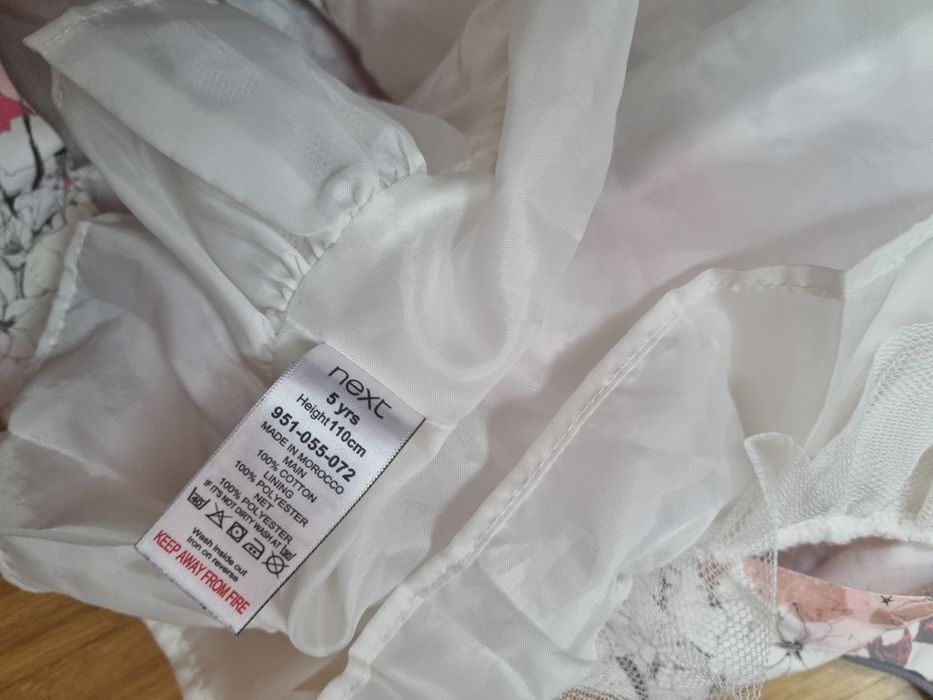 next
5 yrs
Height 110cm
951-055-072
MADE IN MOROCCO
MAIN
100% COTTON
LINING
100% POLYESTER
NET
100% POLYESTER
IF IT'S NOT DIRTY WASH AT
Wash inside out
Iron on reverse
KEEP AWAY FROM FIRE